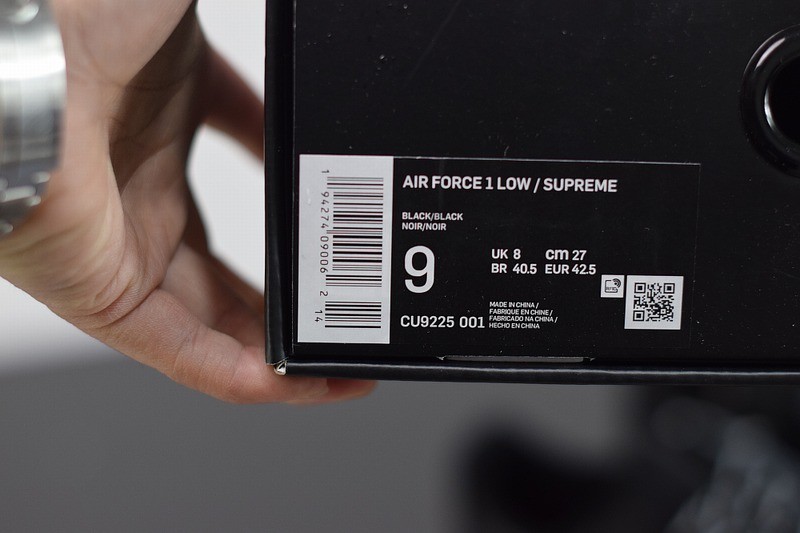 AIR FORCE 1 LOW / SUPREME
BLACK/BLACK
NOIR/NOIR
9
UK 8 cm 27
BR 40.5 EUR 42.5
CU9225 001
MADE IN CHINA /
FABRIQUE EN CHINE /
FABRICADO NA CHINA /
HECHO EN CHINA
1 94274 09006 2
14